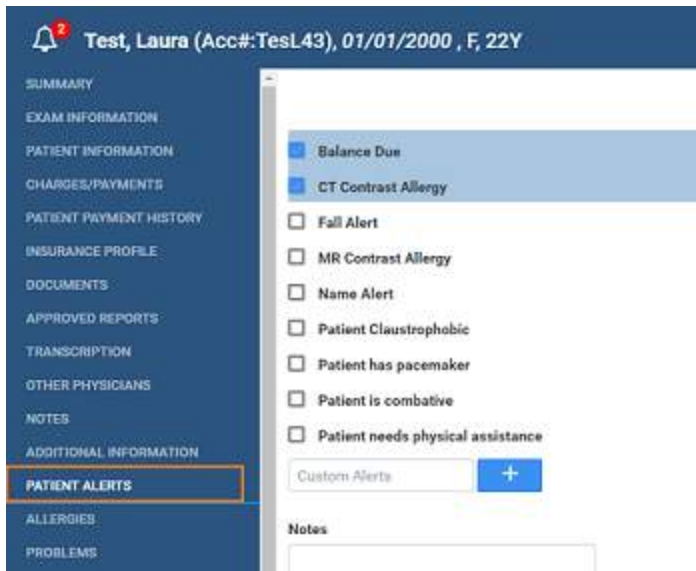 2
Test, Laura (Acc#:TesL43), 01/01/2000 , F, 22Y
SUMMARY
EXAM INFORMATION
PATIENT INFORMATION
CHARGES/PAYMENTS
PATIENT PAYMENT HISTORY
INSURANCE PROFILE
DOCUMENTS
APPROVED REPORTS
TRANSCRIPTION
OTHER PHYSICIANS
NOTES
ADDITIONAL INFORMATION
PATIENT ALERTS
ALLERGIES
PROBLEMS
Balance Due
CT Contrast Allergy
Fall Alert
MR Contrast Allergy
Name Alert
Patient Claustrophobic
Patient has pacemaker
Patient is combative
Patient needs physical assistance
Custom Alerts +
Notes